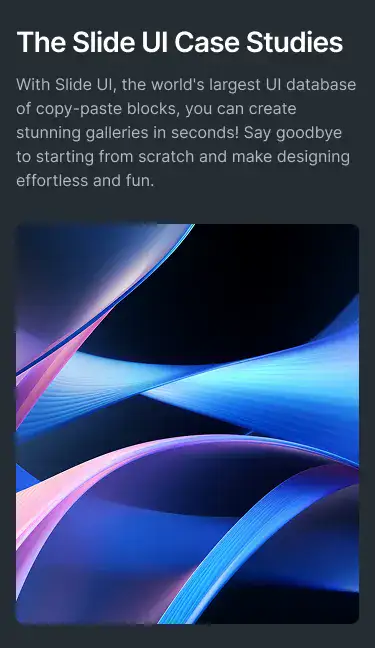 The Slide UI Case Studies
With Slide UI, the world's largest UI database
of copy-paste blocks, you can create
stunning galleries in seconds! Say goodbye
to starting from scratch and make designing
effortless and fun.